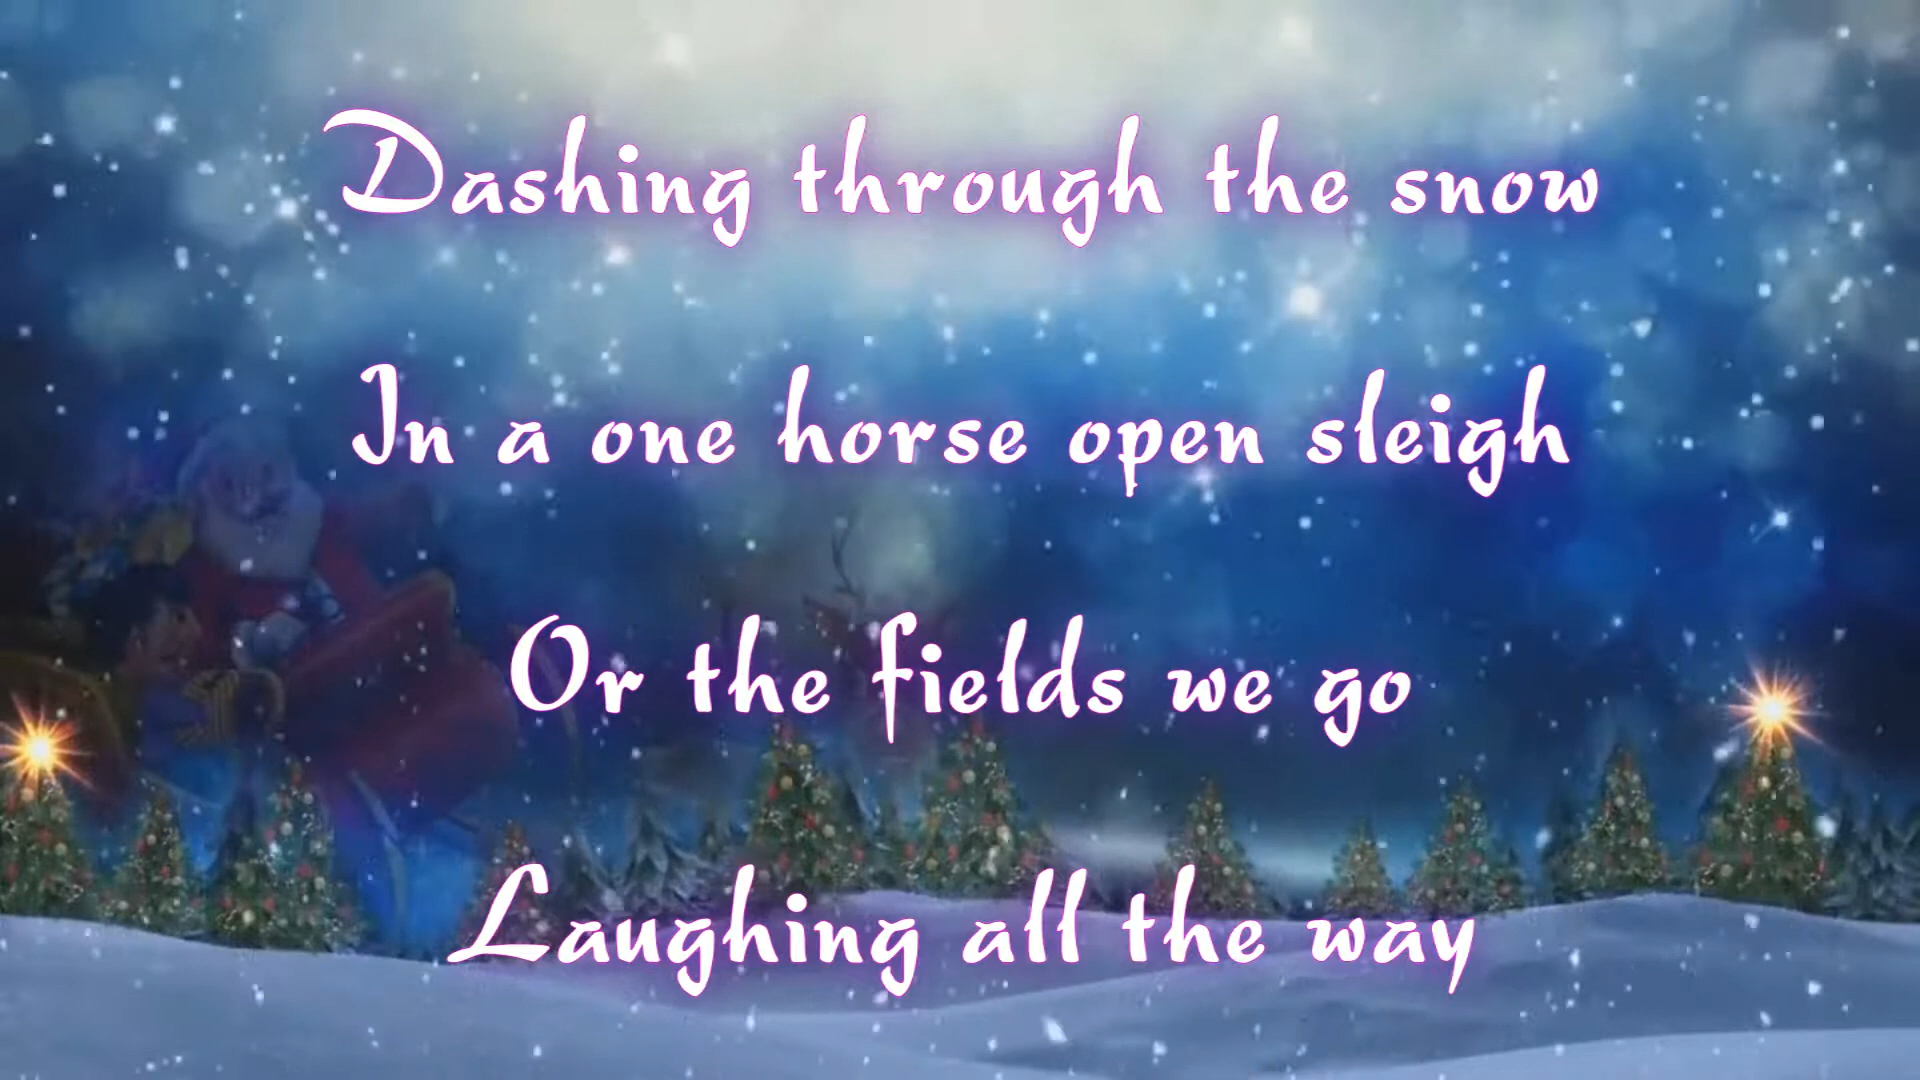 Dashing through the snow
In a one horse open sleigh
Or the fields we go
Laughing all the way